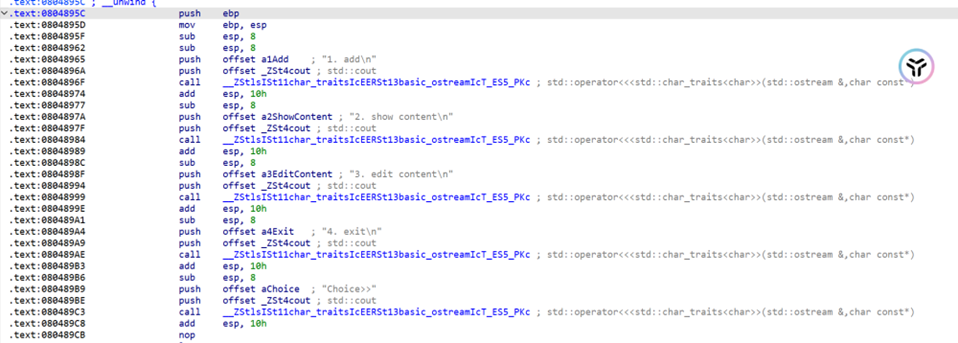 .text:0804895C ; __unwind {
.text:0804895C push ebp
.text:0804895D mov ebp, esp
.text:0804895F sub esp, 8
.text:08048962 sub esp, 8
.text:08048965 push offset a1Add ; "1. add\n"
.text:0804896A push offset _ZSt4cout ; std::cout
.text:0804896F call __ZStlsISt11char_traitsIcEERSt13basic_ostreamIcT_ES5_PKc ; std::operator<<<std::char_traits<char>>(std::ostream &,char const*)
.text:08048974 add esp, 10h
.text:08048977 sub esp, 8
.text:0804897A push offset a2ShowContent ; "2. show content\n"
.text:0804897F push offset _ZSt4cout ; std::cout
.text:08048984 call __ZStlsISt11char_traitsIcEERSt13basic_ostreamIcT_ES5_PKc ; std::operator<<<std::char_traits<char>>(std::ostream &,char const*)
.text:08048989 add esp, 10h
.text:0804898C sub esp, 8
.text:0804898F push offset a3EditContent ; "3. edit content\n"
.text:08048994 push offset _ZSt4cout ; std::cout
.text:08048999 call __ZStlsISt11char_traitsIcEERSt13basic_ostreamIcT_ES5_PKc ; std::operator<<<std::char_traits<char>>(std::ostream &,char const*)
.text:0804899E add esp, 10h
.text:080489A1 sub esp, 8
.text:080489A4 push offset a4Exit ; "4. exit\n"
.text:080489A9 push offset _ZSt4cout ; std::cout
.text:080489AE call __ZStlsISt11char_traitsIcEERSt13basic_ostreamIcT_ES5_PKc ; std::operator<<<std::char_traits<char>>(std::ostream &,char const*)
.text:080489B3 add esp, 10h
.text:080489B6 sub esp, 8
.text:080489B9 push offset aChoice ; "Choice>>"
.text:080489BE push offset _ZSt4cout ; std::cout
.text:080489C3 call __ZStlsISt11char_traitsIcEERSt13basic_ostreamIcT_ES5_PKc ; std::operator<<<std::char_traits<char>>(std::ostream &,char const*)
.text:080489C8 add esp, 10h
.text:080489CB nop